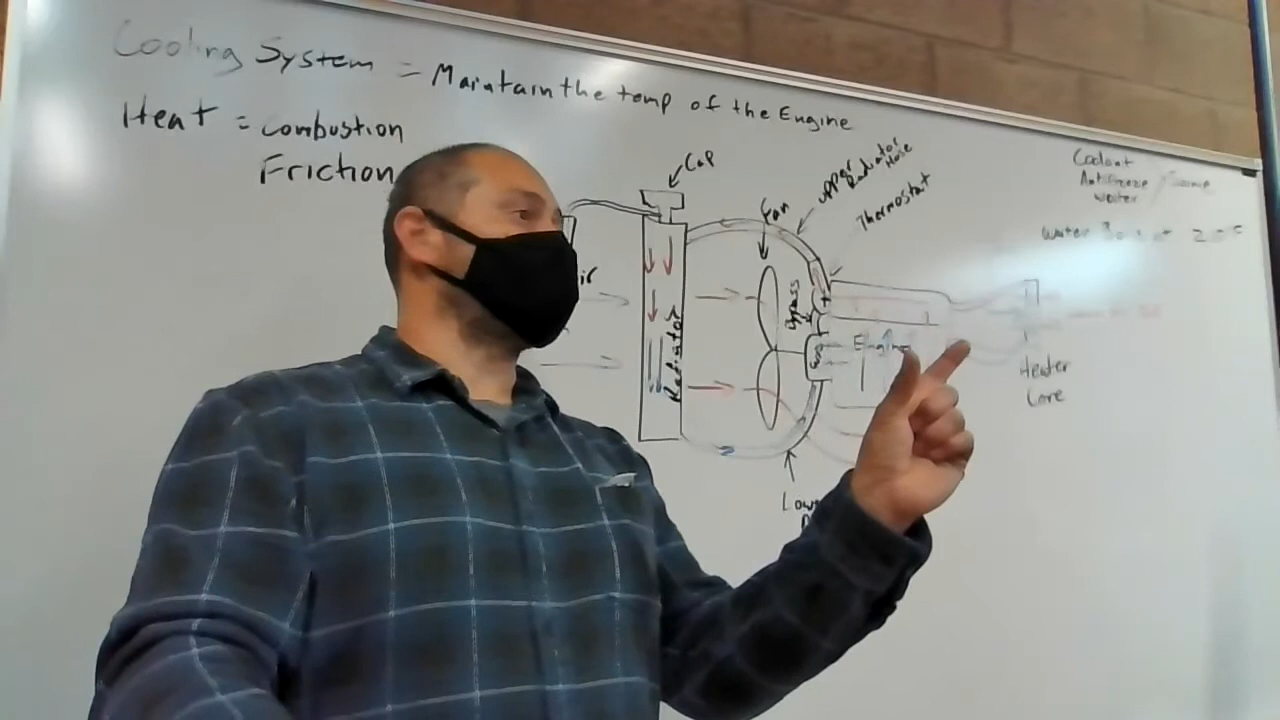 Cooling System = Maintain the temp of the Engine
Heat = combustion
Friction
Cap
Fan
upper
Radiator
Hose
Thermostat
Coolant
Antifreeze
water
water
Bypass
Radiator
Engine
Heater
Core